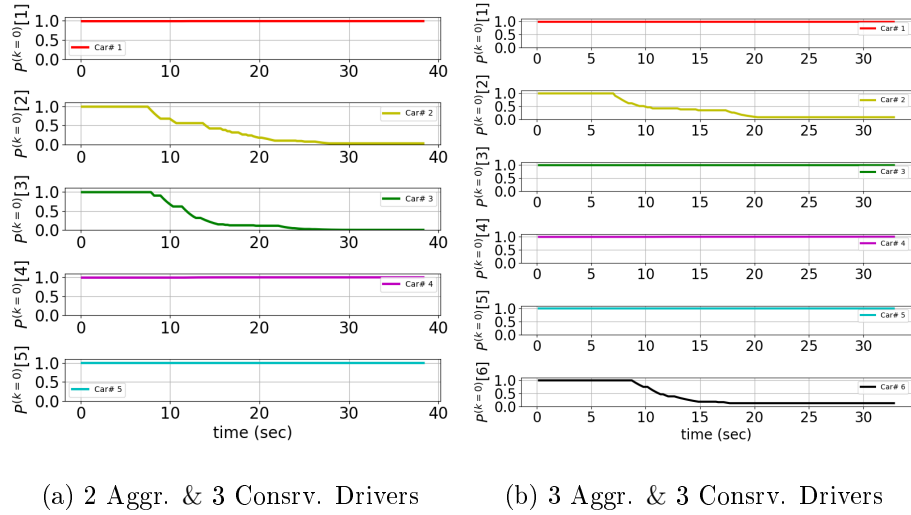 P^(k=0)[1]
1.0
0.5
0.0
Car# 1
0 10 20 30 40
P^(k=0)[2]
1.0
0.5
0.0
Car# 2
0 10 20 30 40
P^(k=0)[3]
1.0
0.5
0.0
Car# 3
0 10 20 30 40
P^(k=0)[4]
1.0
0.5
0.0
Car# 4
0 10 20 30 40
P^(k=0)[5]
1.0
0.5
0.0
Car# 5
0 10 20 30 40
time (sec)
(a) 2 Aggr. & 3 Consrv. Drivers
P^(k=0)[1]
1.0
0.5
0.0
Car# 1
0 5 10 15 20 25 30
P^(k=0)[2]
1.0
0.5
0.0
Car# 2
0 5 10 15 20 25 30
P^(k=0)[3]
1.0
0.5
0.0
Car# 3
0 5 10 15 20 25 30
P^(k=0)[4]
1.0
0.5
0.0
Car# 4
0 5 10 15 20 25 30
P^(k=0)[5]
1.0
0.5
0.0
Car# 5
0 5 10 15 20 25 30
P^(k=0)[6]
1.0
0.5
0.0
Car# 6
0 5 10 15 20 25 30
time (sec)
(b) 3 Aggr. & 3 Consrv. Drivers